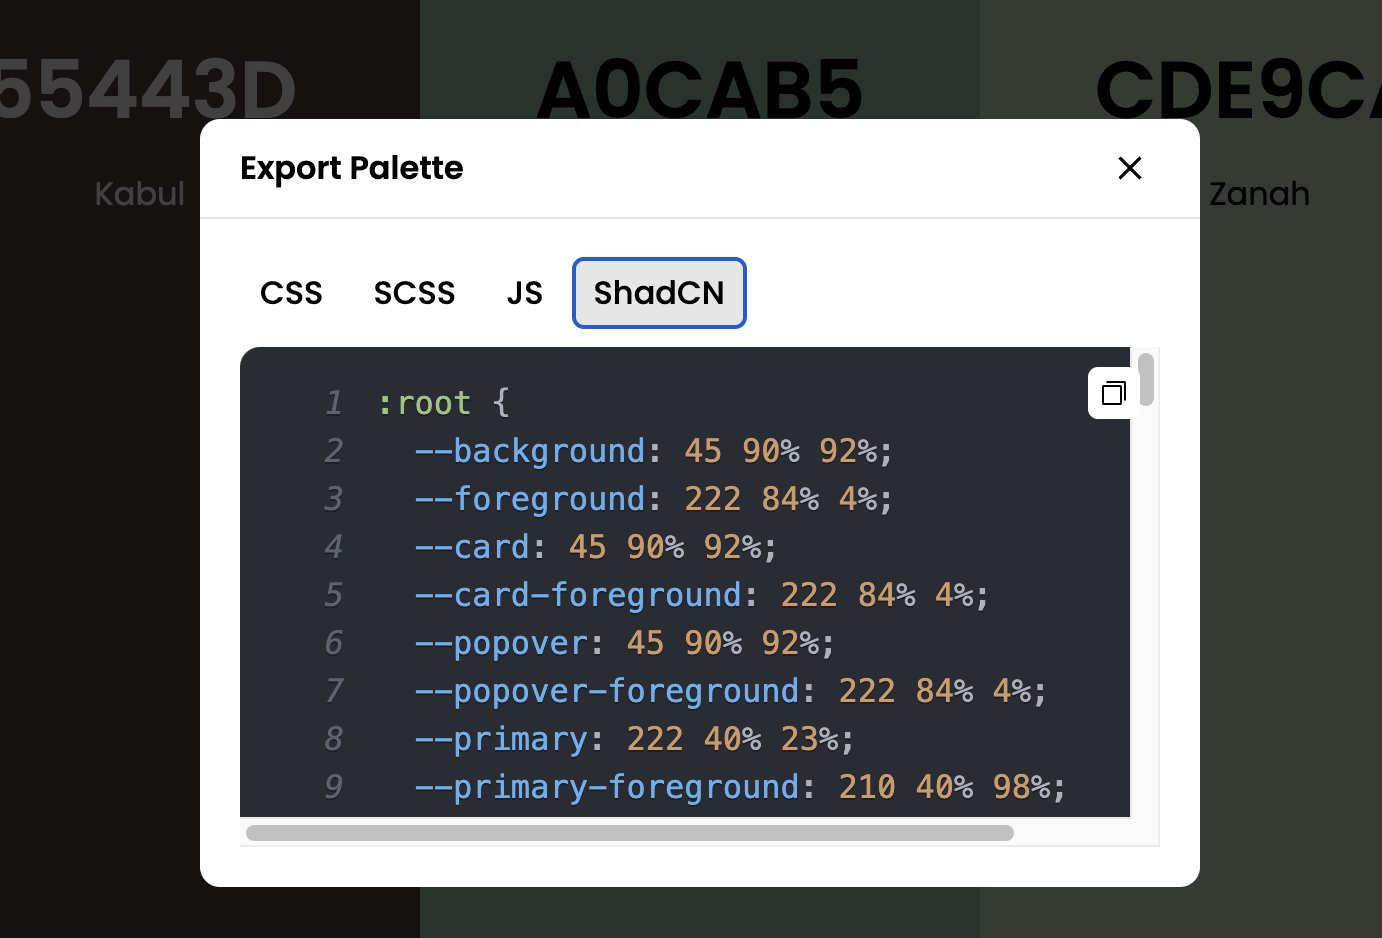 55443D A0CAB5 CDE9CA
Kabul Zanah
Export Palette
CSS SCSS JS ShadCN
1 :root {
2 --background: 45 90% 92%;
3 --foreground: 222 84% 4%;
4 --card: 45 90% 92%;
5 --card-foreground: 222 84% 4%;
6 --popover: 45 90% 92%;
7 --popover-foreground: 222 84% 4%;
8 --primary: 222 40% 23%;
9 --primary-foreground: 210 40% 98%;